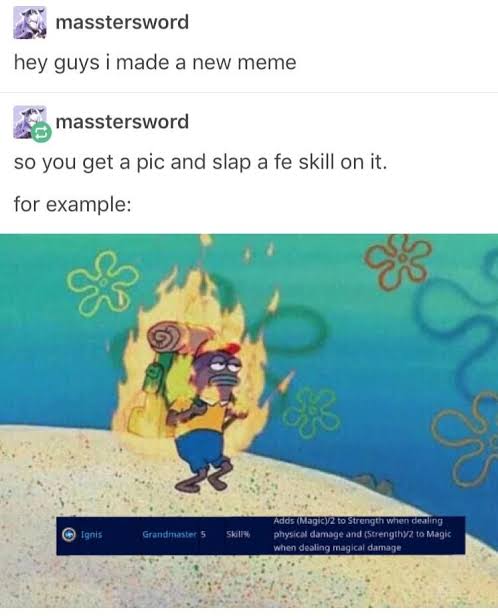 masstersword
hey guys i made a new meme
masstersword
so you get a pic and slap a fe skill on it.
for example:
Ignis Grandmaster 5 Skill% Adds (Magic)/2 to Strength when dealing
physical damage and (Strength)/2 to Magic
when dealing magical damage